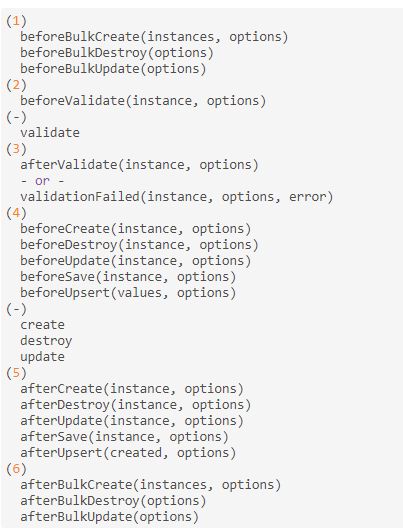 (1)
beforeBulkCreate(instances, options)
beforeBulkDestroy(options)
beforeBulkUpdate(options)
(2)
beforeValidate(instance, options)
(-)
validate
(3)
afterValidate(instance, options)
- or -
validationFailed(instance, options, error)
(4)
beforeCreate(instance, options)
beforeDestroy(instance, options)
beforeUpdate(instance, options)
beforeSave(instance, options)
beforeUpsert(values, options)
(-)
create
destroy
update
(5)
afterCreate(instance, options)
afterDestroy(instance, options)
afterUpdate(instance, options)
afterSave(instance, options)
afterUpsert(created, options)
(6)
afterBulkCreate(instances, options)
afterBulkDestroy(options)
afterBulkUpdate(options)